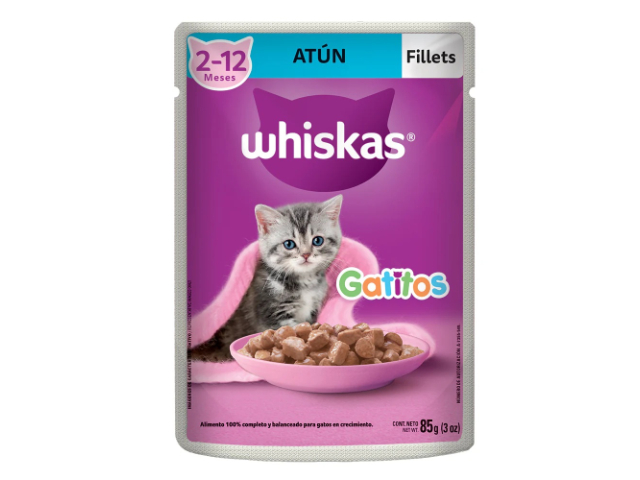 2-12
Meses
ATÚN
Fillets
whiskas®
Gatitos
Alimento 100% completo y balanceado para gatos en crecimiento.
CONT. NETO
NET WT. 85g (3 oz)